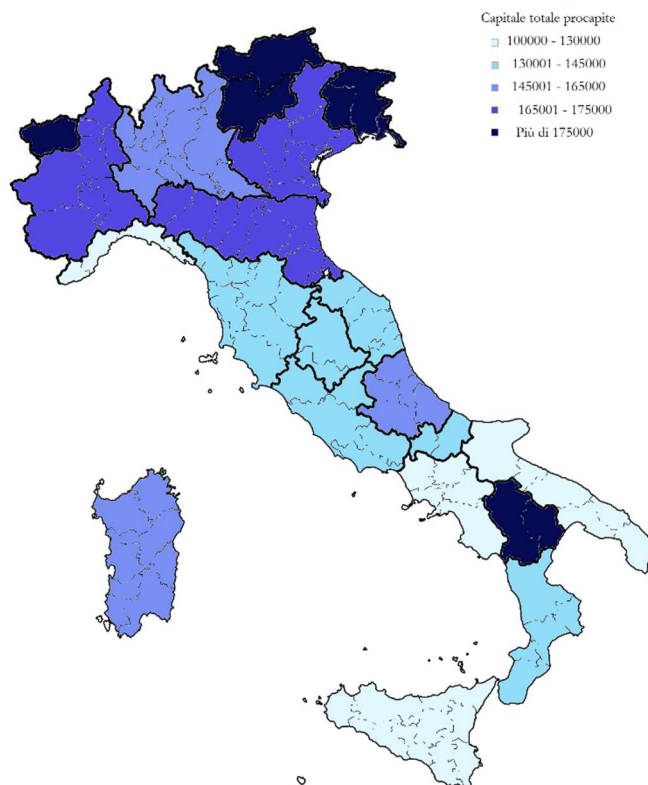 Capitale totale procapite
100000 - 130000
130001 - 145000
145001 - 165000
165001 - 175000
Più di 175000